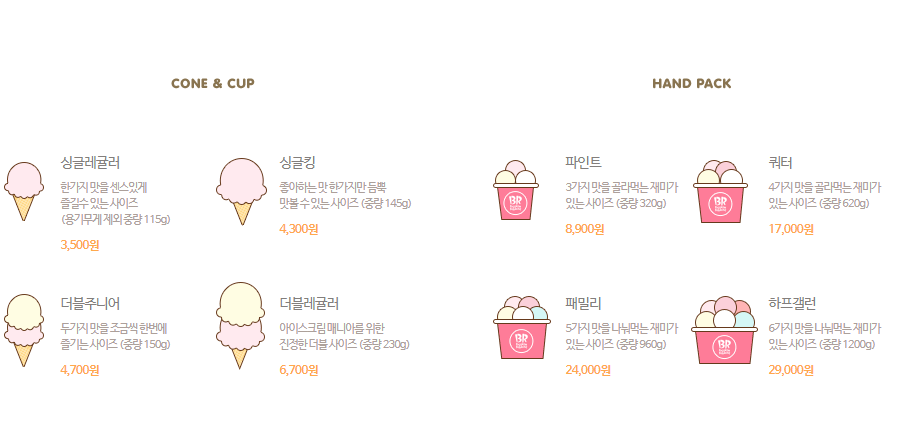 CONE & CUP
싱글레귤러
한가지 맛을 센스있게
즐길수 있는 사이즈
(용기무게 제외 중량 115g)
3,500원
싱글킹
좋아하는 맛 한가지만 듬뿍
맛볼 수 있는 사이즈 (중량 145g)
4,300원
더블주니어
두가지 맛을 조금씩 한번에
즐기는 사이즈 (중량 150g)
4,700원
더블레귤러
아이스크림 매니아를 위한
진정한 더블 사이즈 (중량 230g)
6,700원
HAND PACK
파인트
3가지 맛을 골라먹는 재미가
있는 사이즈 (중량 320g)
8,900원
쿼터
4가지 맛을 골라먹는 재미가
있는 사이즈 (중량 620g)
17,000원
패밀리
5가지 맛을 나눠먹는 재미가
있는 사이즈 (중량 960g)
24,000원
하프갤런
6가지 맛을 나눠먹는 재미가
있는 사이즈 (중량 1200g)
29,000원
BR
BR
BR
BR